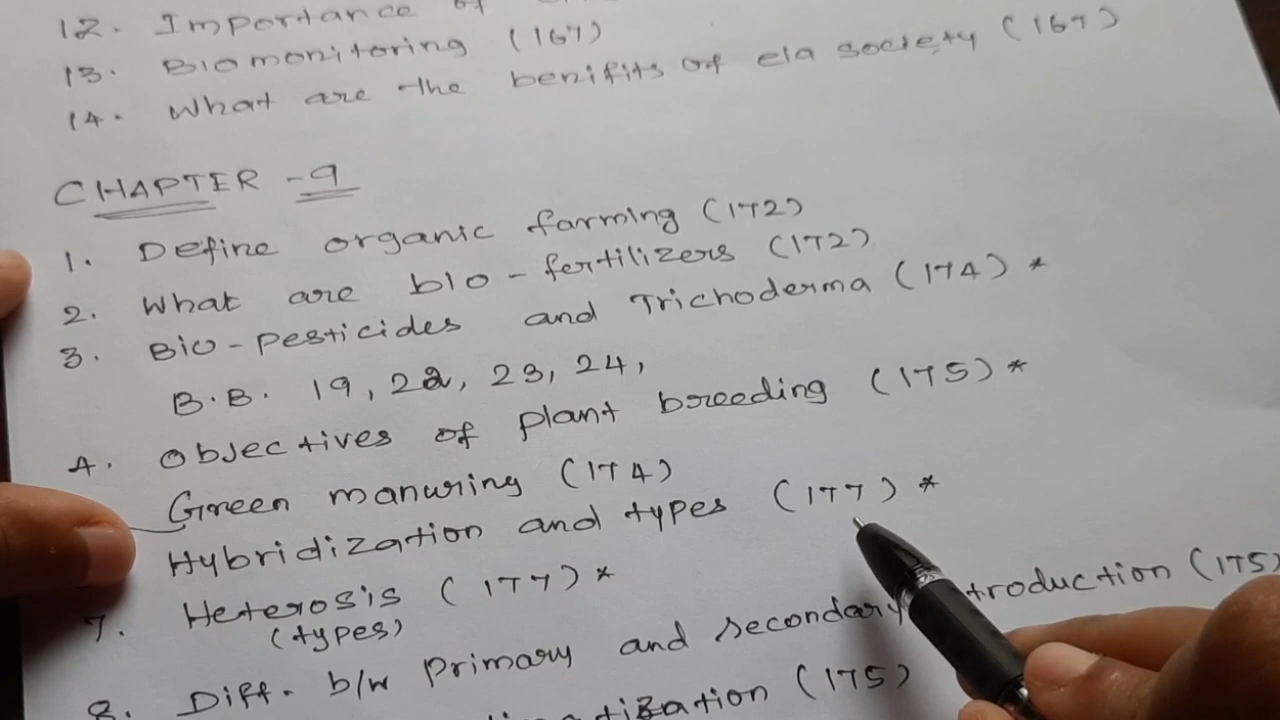 12. Importance of
13. Biomonitoring (167)
14. What are the benifits of eia society (167)
CHAPTER - 9
1. Define organic farming (172)
2. What are bio - fertilizers (172)
3. Bio - pesticides and Trichoderma (174) *
B.B. 19, 22, 23, 24,
4. Objectives of plant breeding (175) *
Green manuring (174)
Hybridization and types (177) *
7. Heterosis (177) *
(types)
8. Diff. b/w Primary and secondary introduction (175)
(175)